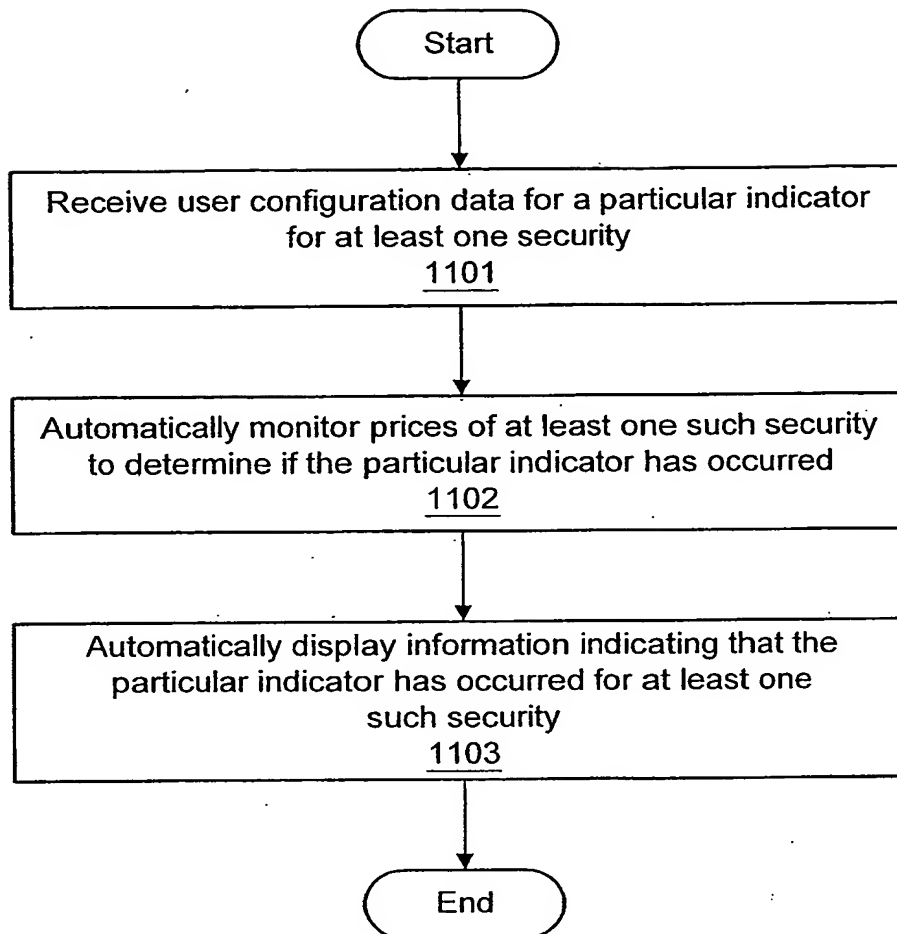 Start
Receive user configuration data for a particular indicator
for at least one security
1101
Automatically monitor prices of at least one such security
to determine if the particular indicator has occurred
1102
Automatically display information indicating that the
particular indicator has occurred for at least one
such security
1103
End